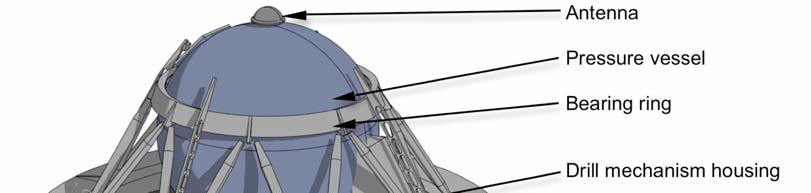 Antenna
Pressure vessel
Bearing ring
Drill mechanism housing